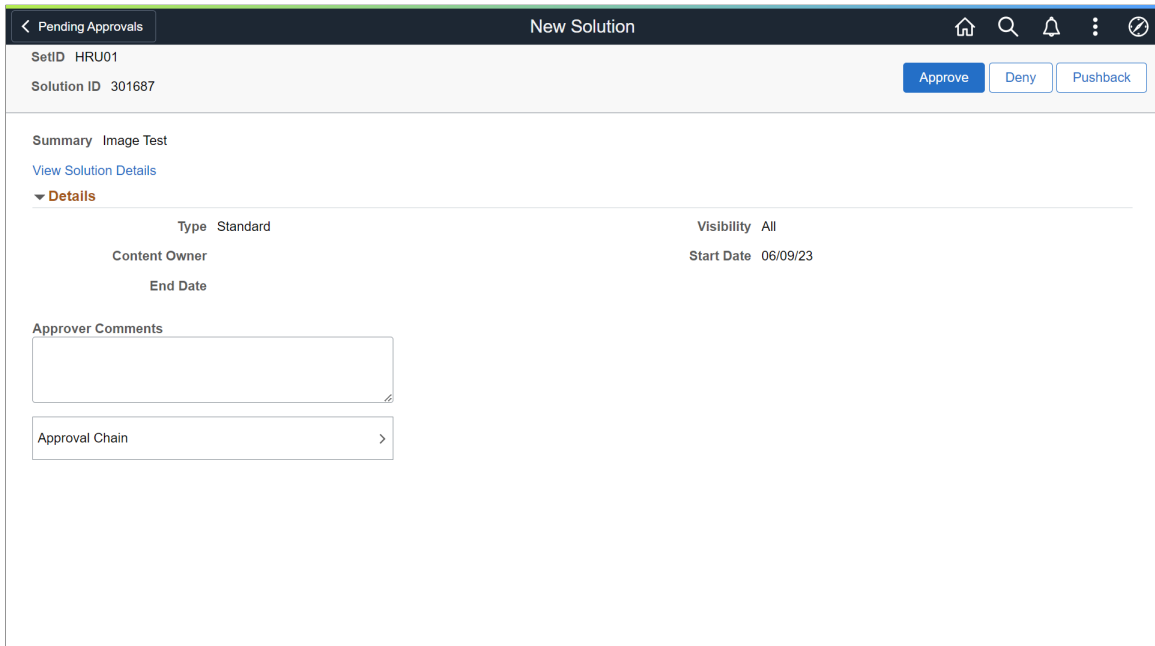 Pending Approvals
New Solution
SetID HRU01
Solution ID 301687
Approve
Deny
Pushback
Summary Image Test
View Solution Details
Details
Type Standard
Visibility All
Content Owner
Start Date 06/09/23
End Date
Approver Comments
Approval Chain